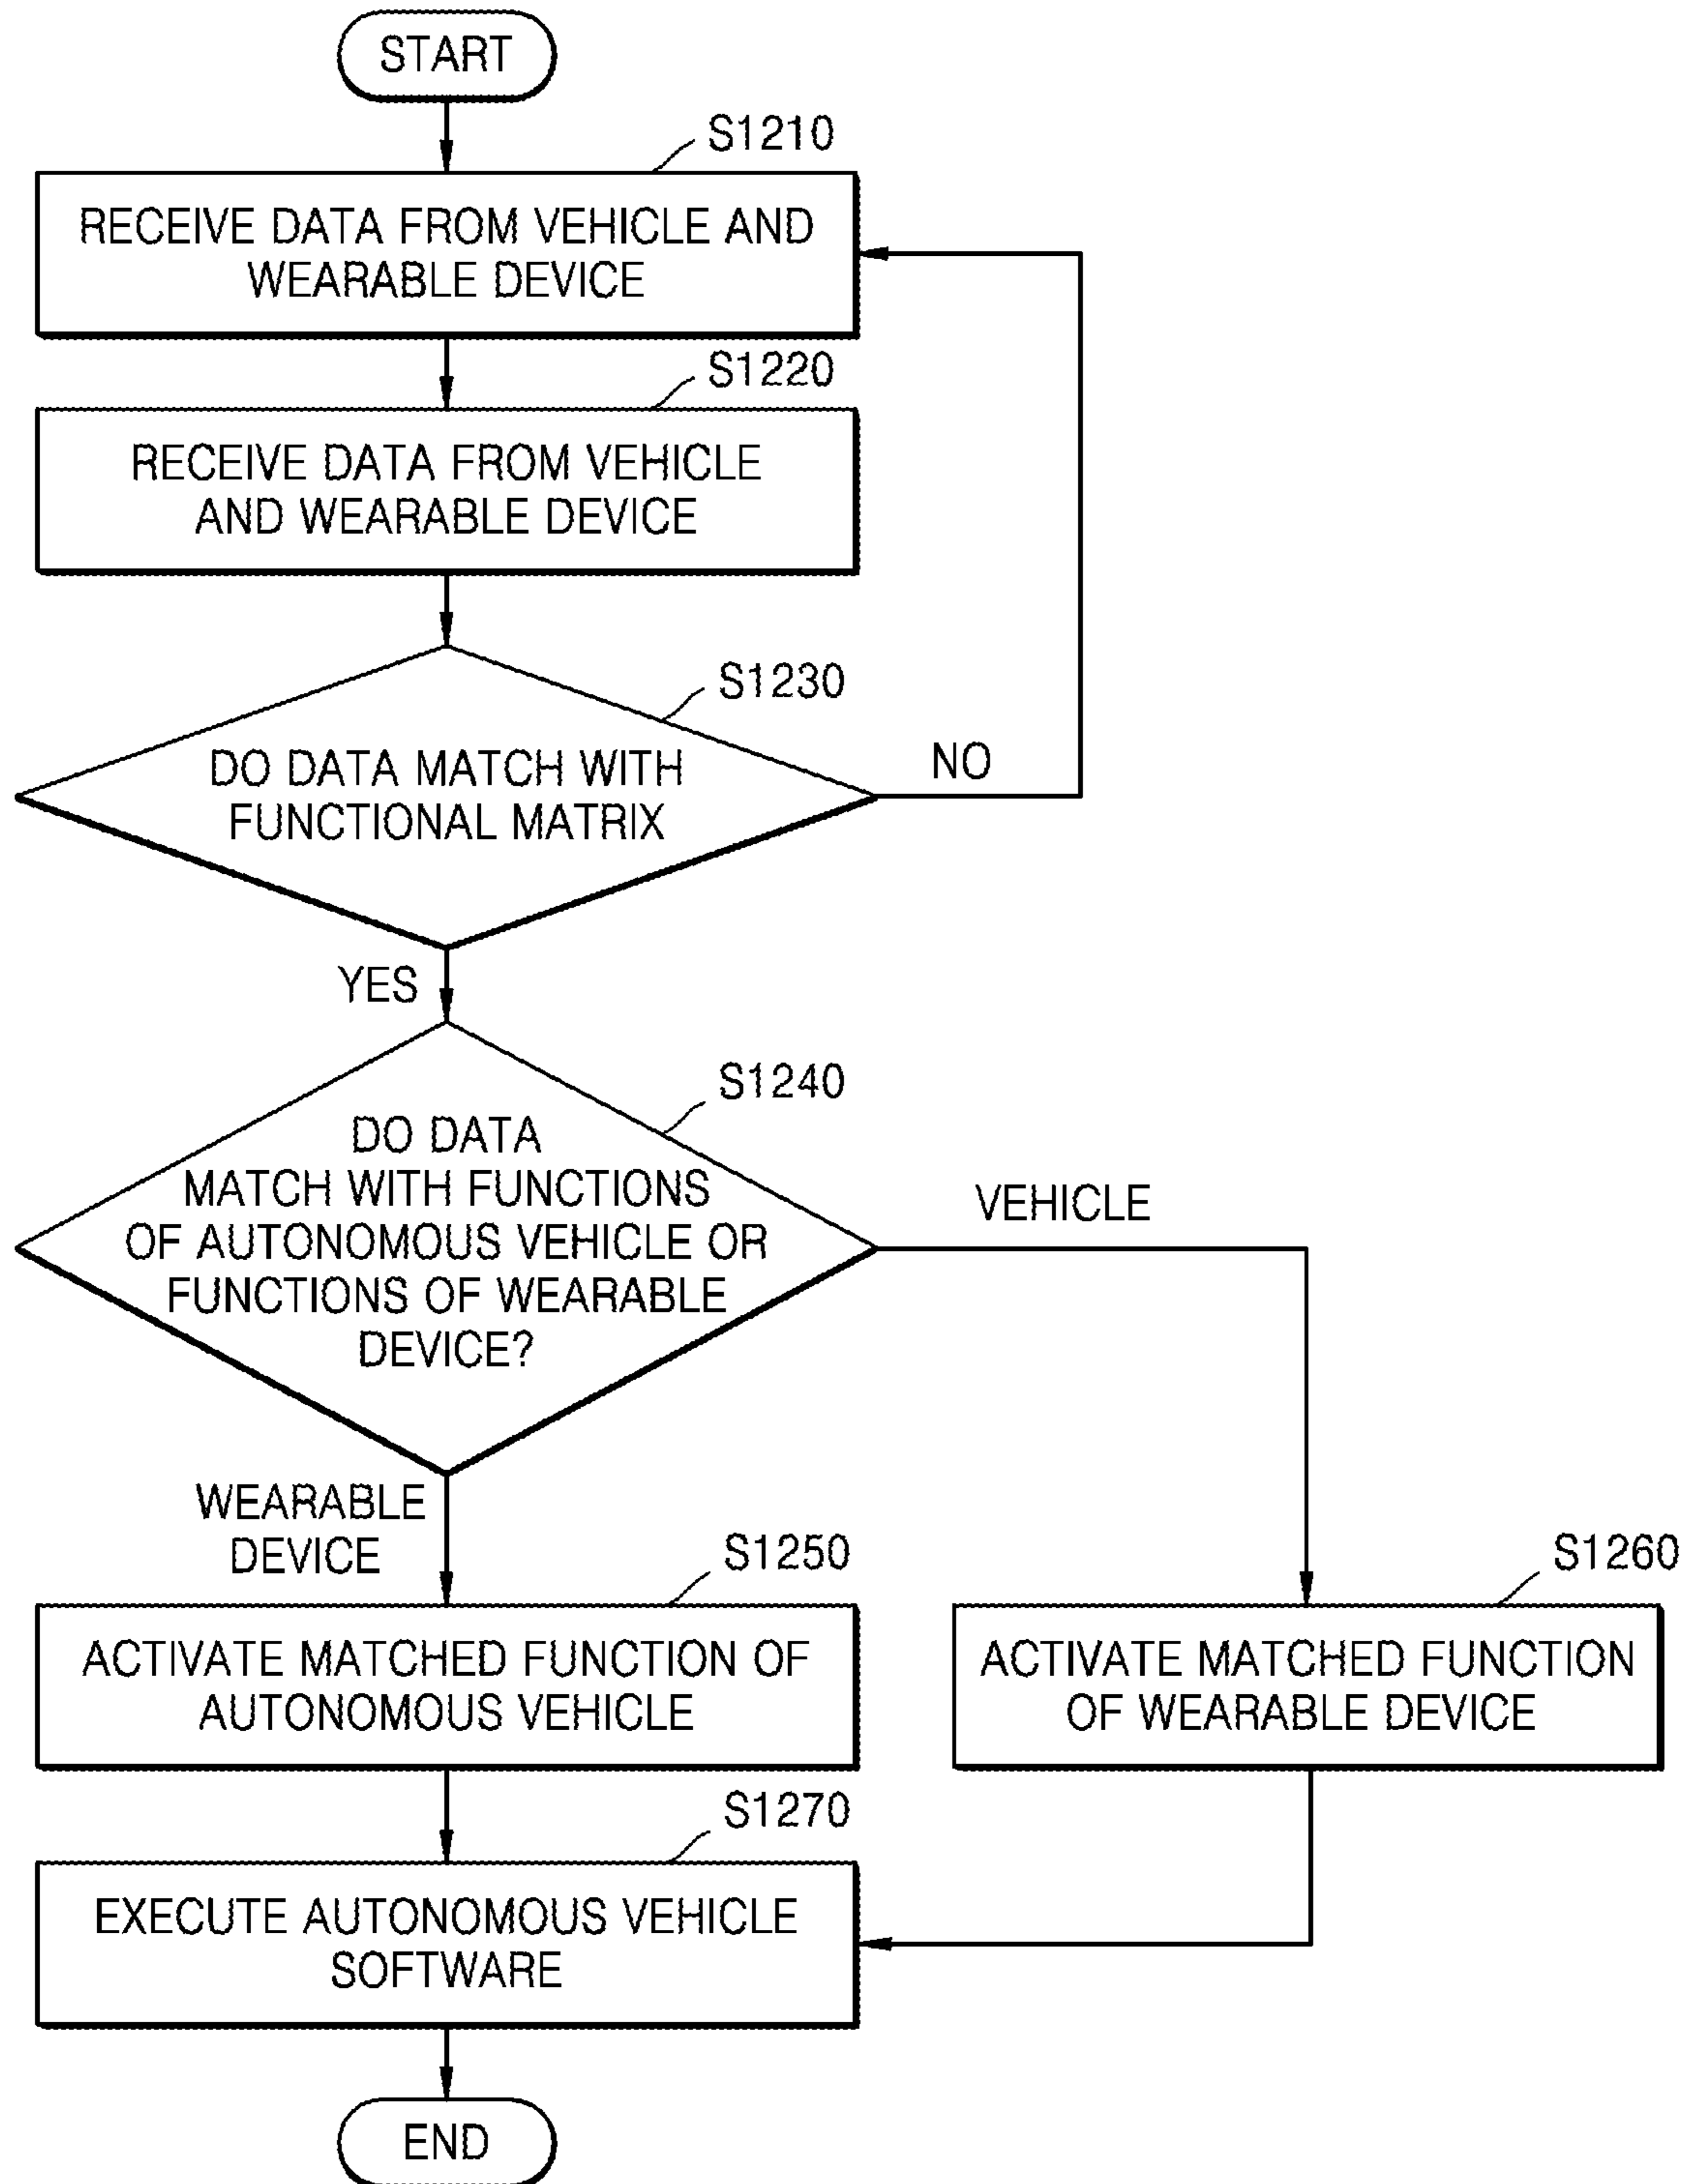 START
S1210
RECEIVE DATA FROM VEHICLE AND
WEARABLE DEVICE
S1220
RECEIVE DATA FROM VEHICLE
AND WEARABLE DEVICE
S1230
DO DATA MATCH WITH
FUNCTIONAL MATRIX
NO
YES
S1240
DO DATA
MATCH WITH FUNCTIONS
OF AUTONOMOUS VEHICLE OR
FUNCTIONS OF WEARABLE
DEVICE?
VEHICLE
WEARABLE
DEVICE
S1250
ACTIVATE MATCHED FUNCTION OF
AUTONOMOUS VEHICLE
S1260
ACTIVATE MATCHED FUNCTION
OF WEARABLE DEVICE
S1270
EXECUTE AUTONOMOUS VEHICLE
SOFTWARE
END